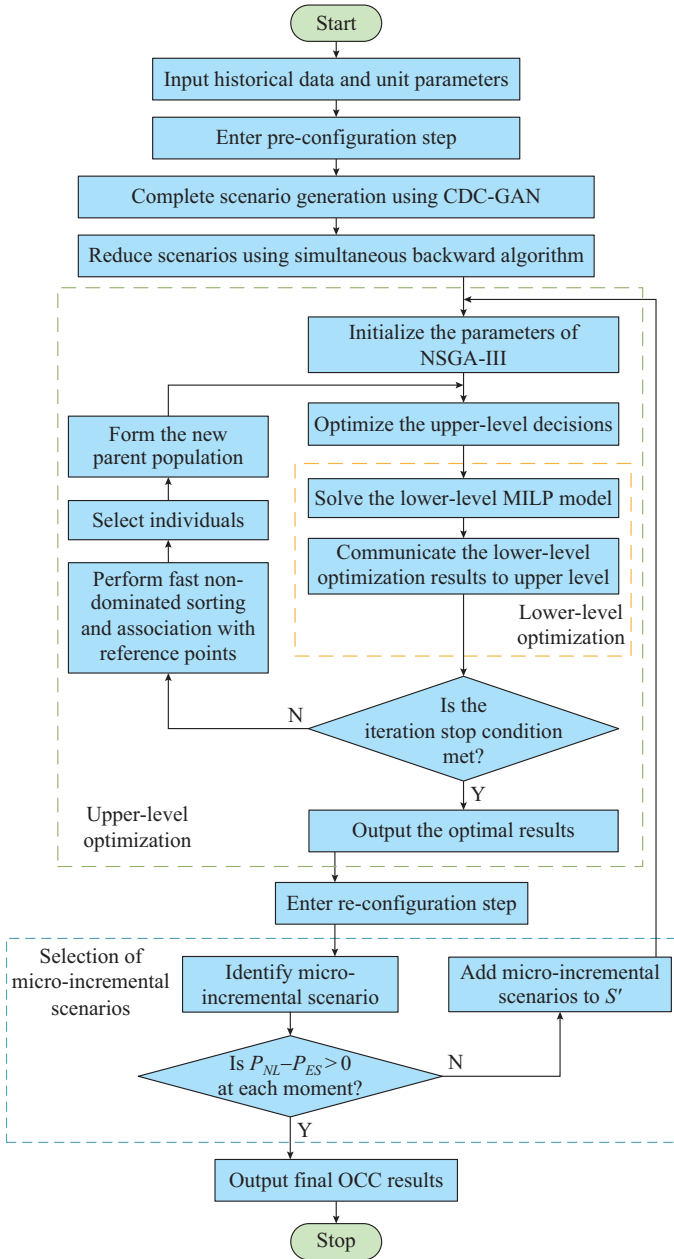 Start
Input historical data and unit parameters
Enter pre-configuration step
Complete scenario generation using CDC-GAN
Reduce scenarios using simultaneous backward algorithm
Initialize the parameters of
NSGA-III
Form the new
parent population
Optimize the upper-level decisions
Select individuals
Solve the lower-level MILP model
Perform fast non-
dominated sorting
and association with
reference points
Communicate the lower-level
optimization results to upper level
Lower-level
optimization
N
Is the
iteration stop condition
met?
Y
Upper-level
optimization
Output the optimal results
Enter re-configuration step
Selection of
micro-incremental
scenarios
Identify micro-
incremental scenario
Add micro-incremental
scenarios to S′
Is P_{NL}–P_{ES}>0
at each moment?
N
Y
Output final OCC results
Stop